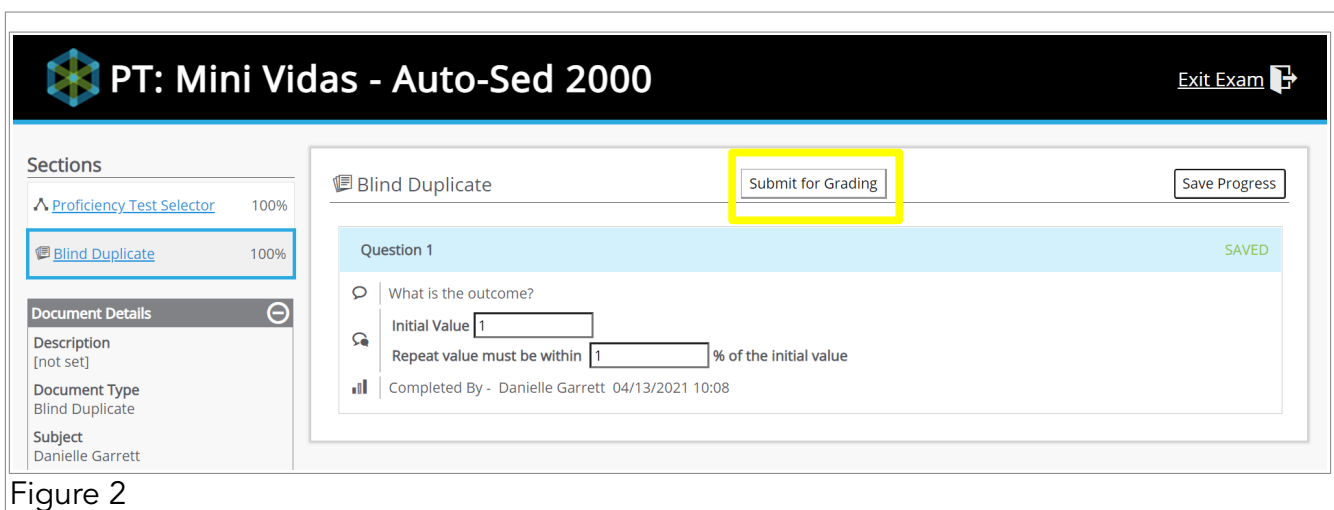 PT: Mini Vidas - Auto-Sed 2000
Exit Exam
Sections
Proficiency Test Selector 100%
Blind Duplicate 100%
Document Details
Description
[not set]
Document Type
Blind Duplicate
Subject
Danielle Garrett
Blind Duplicate Submit for Grading Save Progress
Question 1 SAVED
What is the outcome?
Initial Value 1
Repeat value must be within 1 % of the initial value
Completed By - Danielle Garrett 04/13/2021 10:08
Figure 2